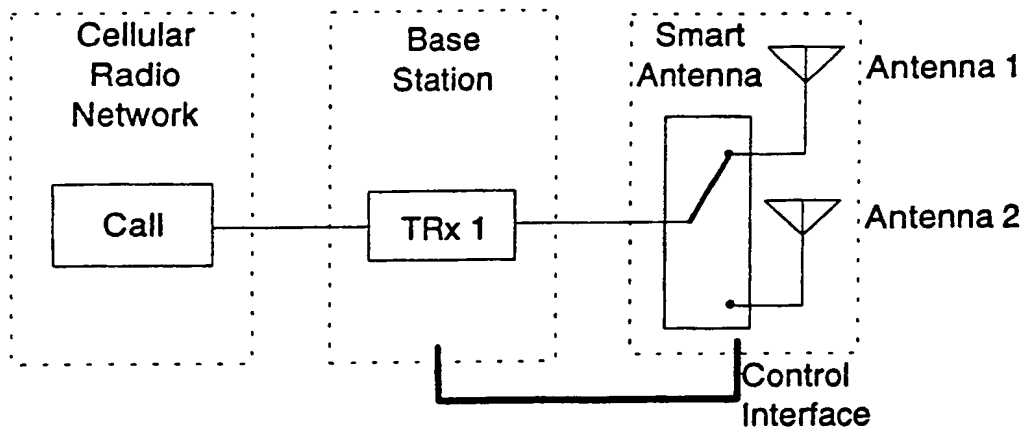 Cellular
Radio
Network
Base
Station
Smart
Antenna
Antenna 1
Call
TRx 1
Antenna 2
Control
Interface